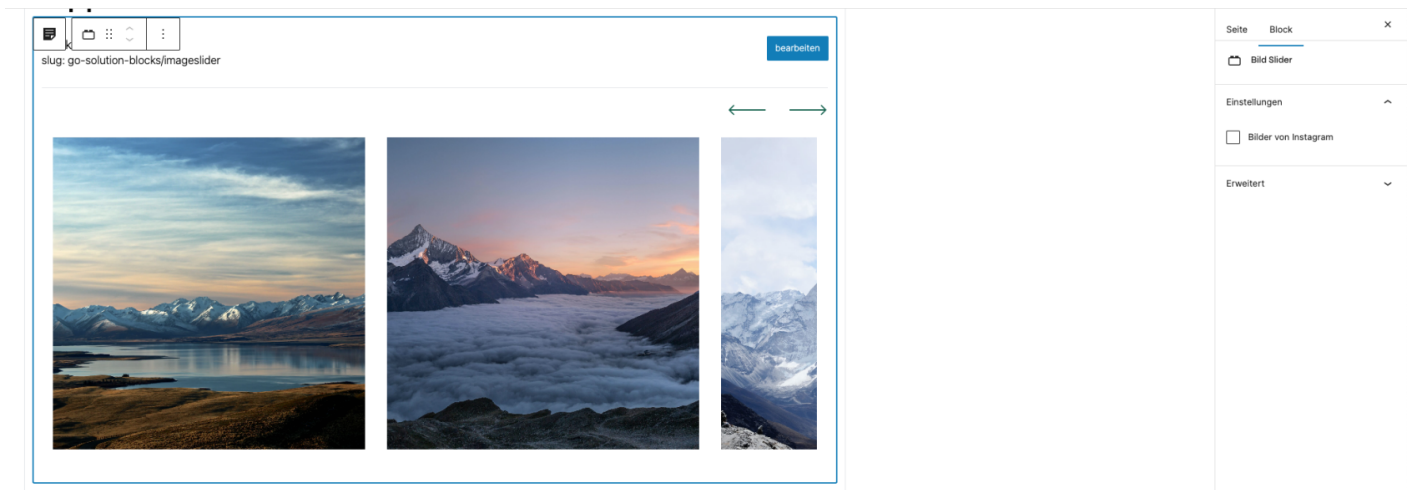 bearbeiten
slug: go-solution-blocks/imageslider
Seite Block
Bild Slider
Einstellungen
Bilder von Instagram
Erweitert